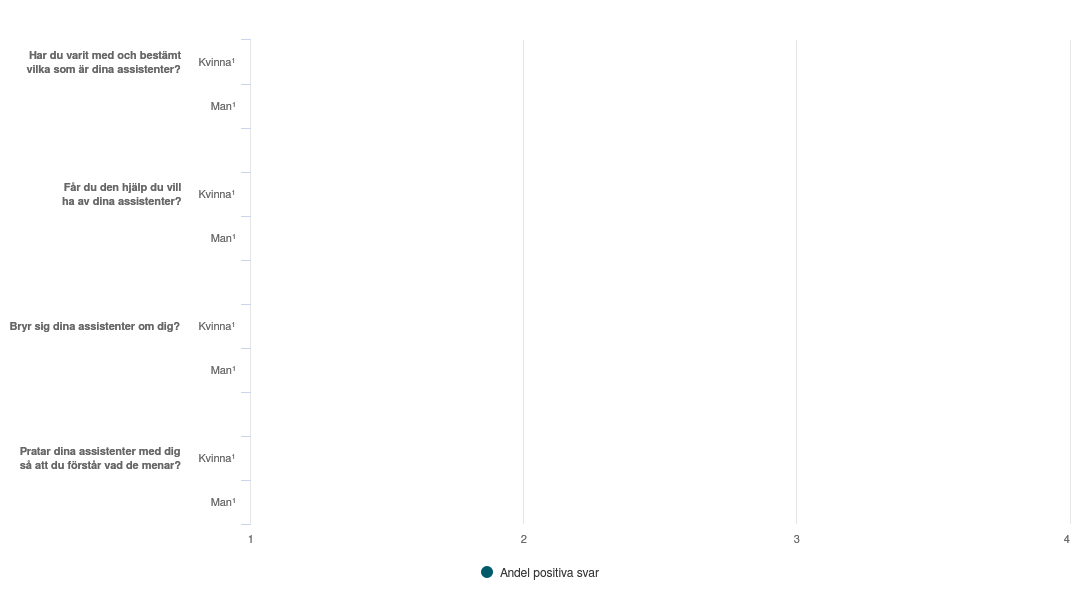 Har du varit med och bestämt
vilka som är dina assistenter?
Kvinna¹
Man¹
Får du den hjälp du vill
ha av dina assistenter?
Kvinna¹
Man¹
Bryr sig dina assistenter om dig?
Kvinna¹
Man¹
Pratar dina assistenter med dig
så att du förstår vad de menar?
Kvinna¹
Man¹
1 2 3 4
Andel positiva svar